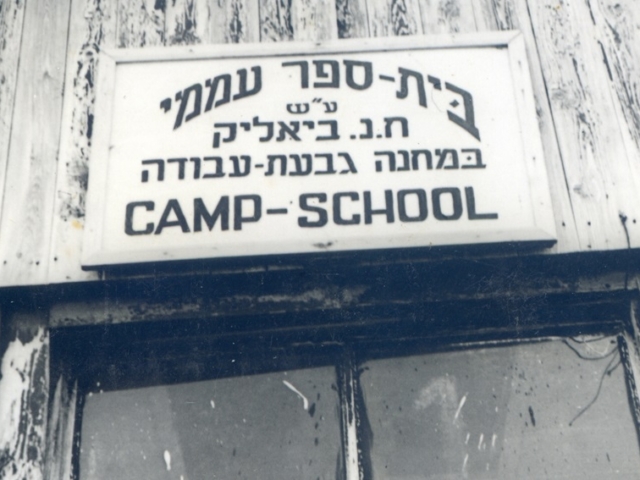 בית-ספר עממי
ע״ש
ח.נ. ביאליק
במחנה גבעת-עבודה
CAMP-SCHOOL